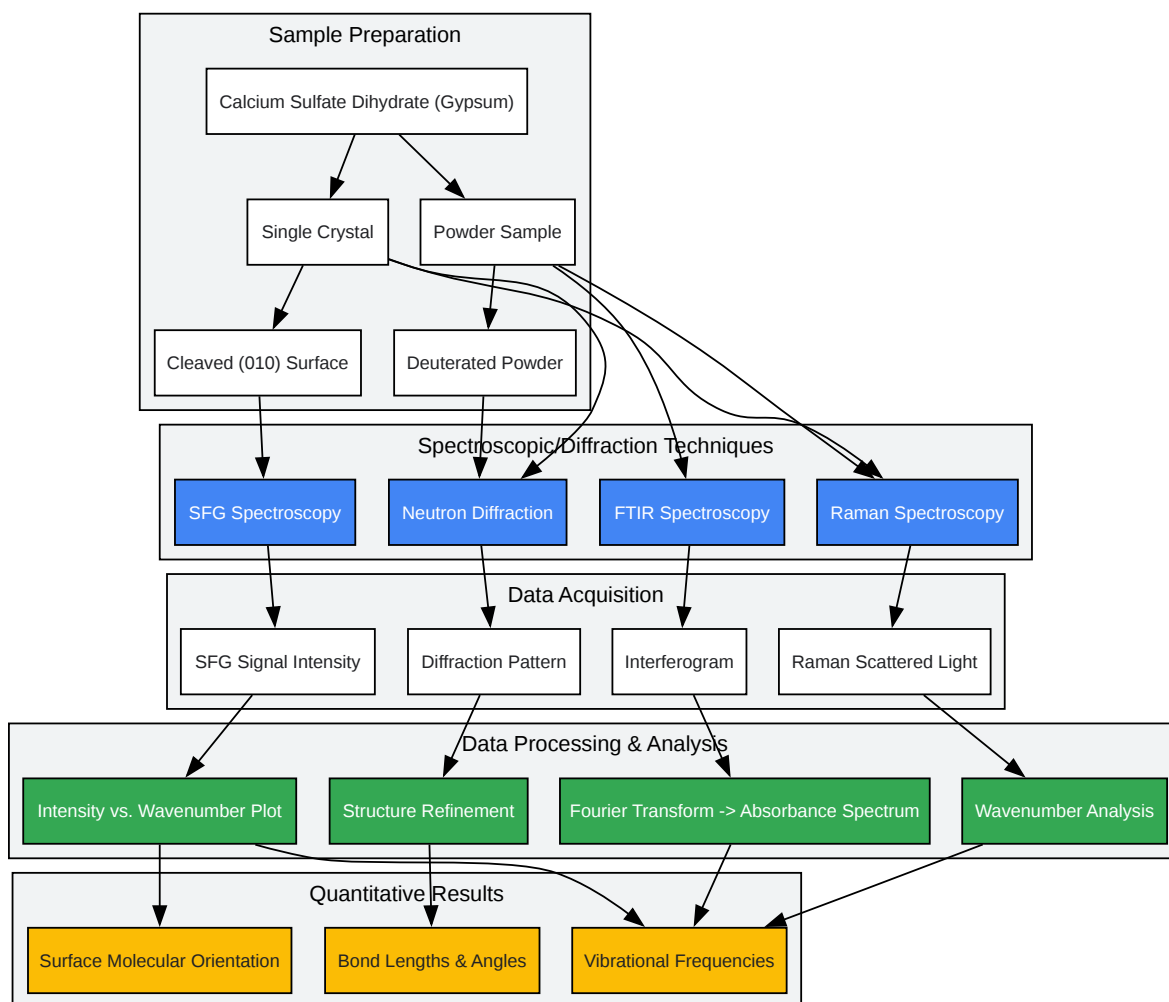 Sample Preparation
Calcium Sulfate Dihydrate (Gypsum)
Single Crystal
Powder Sample
Cleaved (010) Surface
Deuterated Powder
Spectroscopic/Diffraction Techniques
SFG Spectroscopy
Neutron Diffraction
FTIR Spectroscopy
Raman Spectroscopy
Data Acquisition
SFG Signal Intensity
Diffraction Pattern
Interferogram
Raman Scattered Light
Data Processing & Analysis
Intensity vs. Wavenumber Plot
Structure Refinement
Fourier Transform -> Absorbance Spectrum
Wavenumber Analysis
Quantitative Results
Surface Molecular Orientation
Bond Lengths & Angles
Vibrational Frequencies